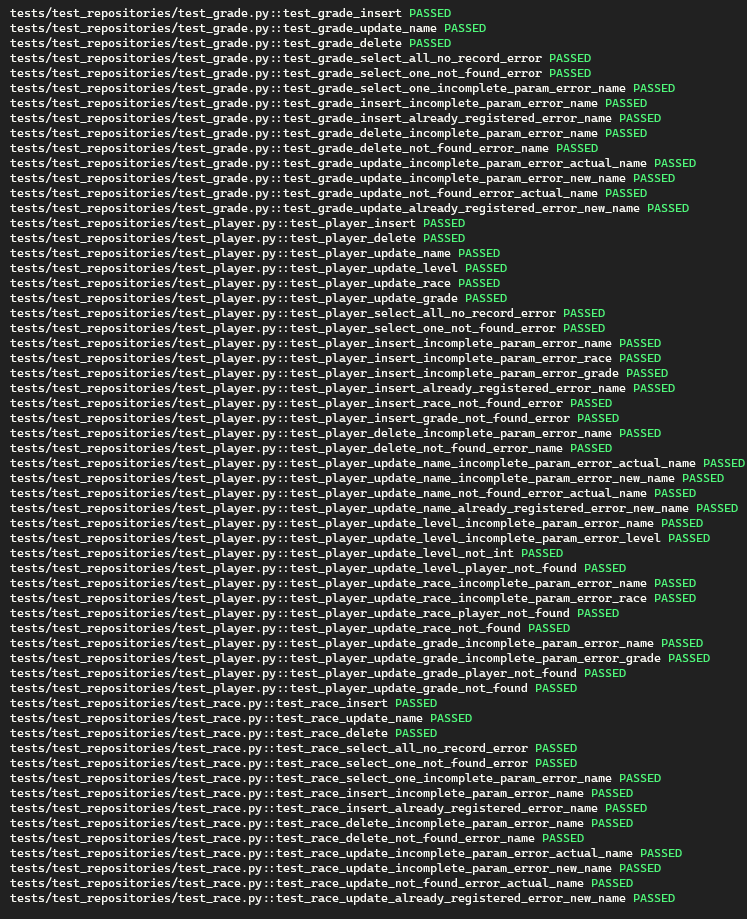 tests/test_repositories/test_grade.py::test_grade_insert PASSED
tests/test_repositories/test_grade.py::test_grade_update_name PASSED
tests/test_repositories/test_grade.py::test_grade_delete PASSED
tests/test_repositories/test_grade.py::test_grade_select_all_no_record_error PASSED
tests/test_repositories/test_grade.py::test_grade_select_one_not_found_error PASSED
tests/test_repositories/test_grade.py::test_grade_select_one_incomplete_param_error_name PASSED
tests/test_repositories/test_grade.py::test_grade_insert_incomplete_param_error_name PASSED
tests/test_repositories/test_grade.py::test_grade_insert_already_registered_error_name PASSED
tests/test_repositories/test_grade.py::test_grade_delete_incomplete_param_error_name PASSED
tests/test_repositories/test_grade.py::test_grade_delete_not_found_error_name PASSED
tests/test_repositories/test_grade.py::test_grade_update_incomplete_param_error_actual_name PASSED
tests/test_repositories/test_grade.py::test_grade_update_incomplete_param_error_new_name PASSED
tests/test_repositories/test_grade.py::test_grade_update_not_found_error_actual_name PASSED
tests/test_repositories/test_grade.py::test_grade_update_already_registered_error_new_name PASSED
tests/test_repositories/test_player.py::test_player_insert PASSED
tests/test_repositories/test_player.py::test_player_delete PASSED
tests/test_repositories/test_player.py::test_player_update_name PASSED
tests/test_repositories/test_player.py::test_player_update_level PASSED
tests/test_repositories/test_player.py::test_player_update_race PASSED
tests/test_repositories/test_player.py::test_player_update_grade PASSED
tests/test_repositories/test_player.py::test_player_select_all_no_record_error PASSED
tests/test_repositories/test_player.py::test_player_select_one_not_found_error PASSED
tests/test_repositories/test_player.py::test_player_insert_incomplete_param_error_name PASSED
tests/test_repositories/test_player.py::test_player_insert_incomplete_param_error_race PASSED
tests/test_repositories/test_player.py::test_player_insert_incomplete_param_error_grade PASSED
tests/test_repositories/test_player.py::test_player_insert_already_registered_error_name PASSED
tests/test_repositories/test_player.py::test_player_insert_race_not_found_error PASSED
tests/test_repositories/test_player.py::test_player_insert_grade_not_found_error PASSED
tests/test_repositories/test_player.py::test_player_delete_incomplete_param_error_name PASSED
tests/test_repositories/test_player.py::test_player_delete_not_found_error_name PASSED
tests/test_repositories/test_player.py::test_player_update_name_incomplete_param_error_actual_name PASSED
tests/test_repositories/test_player.py::test_player_update_name_incomplete_param_error_new_name PASSED
tests/test_repositories/test_player.py::test_player_update_name_not_found_error_actual_name PASSED
tests/test_repositories/test_player.py::test_player_update_name_already_registered_error_new_name PASSED
tests/test_repositories/test_player.py::test_player_update_level_incomplete_param_error_name PASSED
tests/test_repositories/test_player.py::test_player_update_level_incomplete_param_error_level PASSED
tests/test_repositories/test_player.py::test_player_update_level_not_int PASSED
tests/test_repositories/test_player.py::test_player_update_level_player_not_found PASSED
tests/test_repositories/test_player.py::test_player_update_race_incomplete_param_error_name PASSED
tests/test_repositories/test_player.py::test_player_update_race_incomplete_param_error_race PASSED
tests/test_repositories/test_player.py::test_player_update_race_player_not_found PASSED
tests/test_repositories/test_player.py::test_player_update_race_not_found PASSED
tests/test_repositories/test_player.py::test_player_update_grade_incomplete_param_error_name PASSED
tests/test_repositories/test_player.py::test_player_update_grade_incomplete_param_error_grade PASSED
tests/test_repositories/test_player.py::test_player_update_grade_player_not_found PASSED
tests/test_repositories/test_player.py::test_player_update_grade_not_found PASSED
tests/test_repositories/test_race.py::test_race_insert PASSED
tests/test_repositories/test_race.py::test_race_update_name PASSED
tests/test_repositories/test_race.py::test_race_delete PASSED
tests/test_repositories/test_race.py::test_race_select_all_no_record_error PASSED
tests/test_repositories/test_race.py::test_race_select_one_not_found_error PASSED
tests/test_repositories/test_race.py::test_race_select_one_incomplete_param_error_name PASSED
tests/test_repositories/test_race.py::test_race_insert_incomplete_param_error_name PASSED
tests/test_repositories/test_race.py::test_race_insert_already_registered_error_name PASSED
tests/test_repositories/test_race.py::test_race_delete_incomplete_param_error_name PASSED
tests/test_repositories/test_race.py::test_race_delete_not_found_error_name PASSED
tests/test_repositories/test_race.py::test_race_update_incomplete_param_error_actual_name PASSED
tests/test_repositories/test_race.py::test_race_update_incomplete_param_error_new_name PASSED
tests/test_repositories/test_race.py::test_race_update_not_found_error_actual_name PASSED
tests/test_repositories/test_race.py::test_race_update_already_registered_error_new_name PASSED